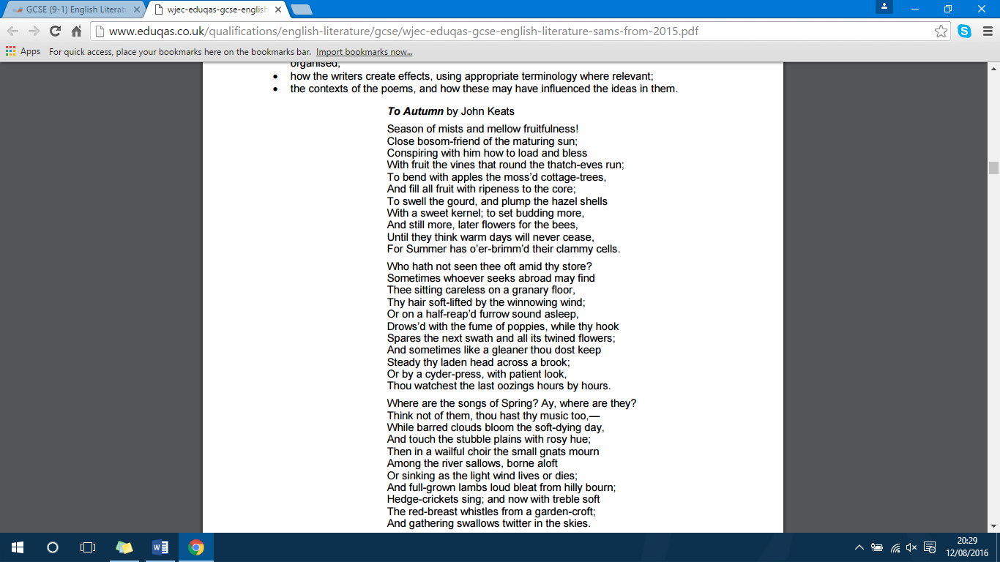 GCSE (9-1) English Literatu
wjec-eduqas-gcse-english
www.eduqas.co.uk/qualifications/english-literature/gcse/wjec-eduqas-gcse-english-literature-sams-from-2015.pdf
Apps For quick access, place your bookmarks here on the bookmarks bar. Import bookmarks now...
organised;
• how the writers create effects, using appropriate terminology where relevant;
• the contexts of the poems, and how these may have influenced the ideas in them.
To Autumn by John Keats
Season of mists and mellow fruitfulness!
Close bosom-friend of the maturing sun;
Conspiring with him how to load and bless
With fruit the vines that round the thatch-eves run;
To bend with apples the moss’d cottage-trees,
And fill all fruit with ripeness to the core;
To swell the gourd, and plump the hazel shells
With a sweet kernel; to set budding more,
And still more, later flowers for the bees,
Until they think warm days will never cease,
For Summer has o’er-brimm’d their clammy cells.
Who hath not seen thee oft amid thy store?
Sometimes whoever seeks abroad may find
Thee sitting careless on a granary floor,
Thy hair soft-lifted by the winnowing wind;
Or on a half-reap’d furrow sound asleep,
Drows’d with the fume of poppies, while thy hook
Spares the next swath and all its twined flowers;
And sometimes like a gleaner thou dost keep
Steady thy laden head across a brook;
Or by a cyder-press, with patient look,
Thou watchest the last oozings hours by hours.
Where are the songs of Spring? Ay, where are they?
Think not of them, thou hast thy music too,—
While barred clouds bloom the soft-dying day,
And touch the stubble plains with rosy hue;
Then in a wailful choir the small gnats mourn
Among the river sallows, borne aloft
Or sinking as the light wind lives or dies;
And full-grown lambs loud bleat from hilly bourn;
Hedge-crickets sing; and now with treble soft
The red-breast whistles from a garden-croft;
And gathering swallows twitter in the skies.
20:29
12/08/2016